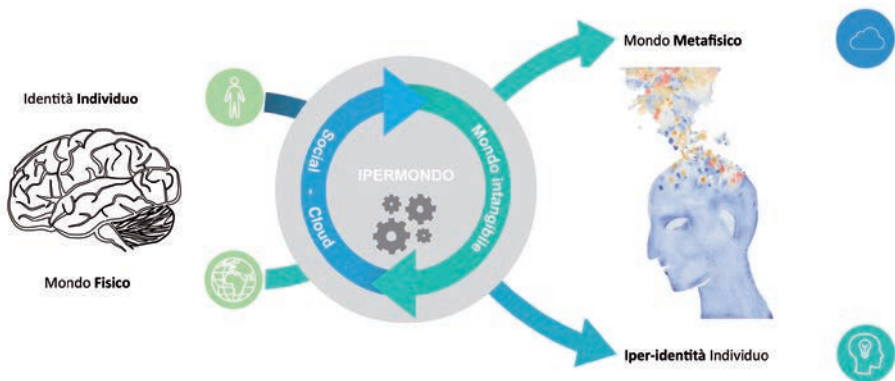 Mondo Metafisico
Identità Individuo
Social - Cloud
IPERMONDO
Mondo intangibile
Mondo Fisico
Iper-identità Individuo